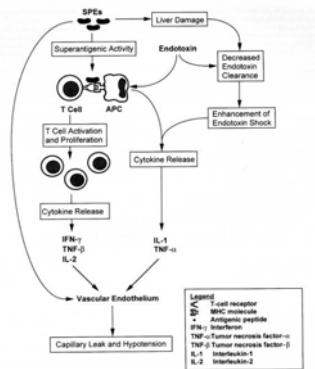 SPEs
Liver Damage
Superantigenic Activity
Endotoxin
Decreased
Endotoxin
Clearance
T Cell
APC
Enhancement of
Endotoxin Shock
T Cell Activation
and Proliferation
Cytokine Release
Cytokine Release
IFN-γ
TNF-β
IL-2
IL-1
TNF-α
Vascular Endothelium
Capillary Leak and Hypotension
Legend
T-cell receptor
MHC molecule
Antigenic peptide
IFN-γ Interferon
TNF-α Tumor necrosis factor-α
TNF-β Tumor necrosis factor-β
IL-1 Interleukin-1
IL-2 Interleukin-2